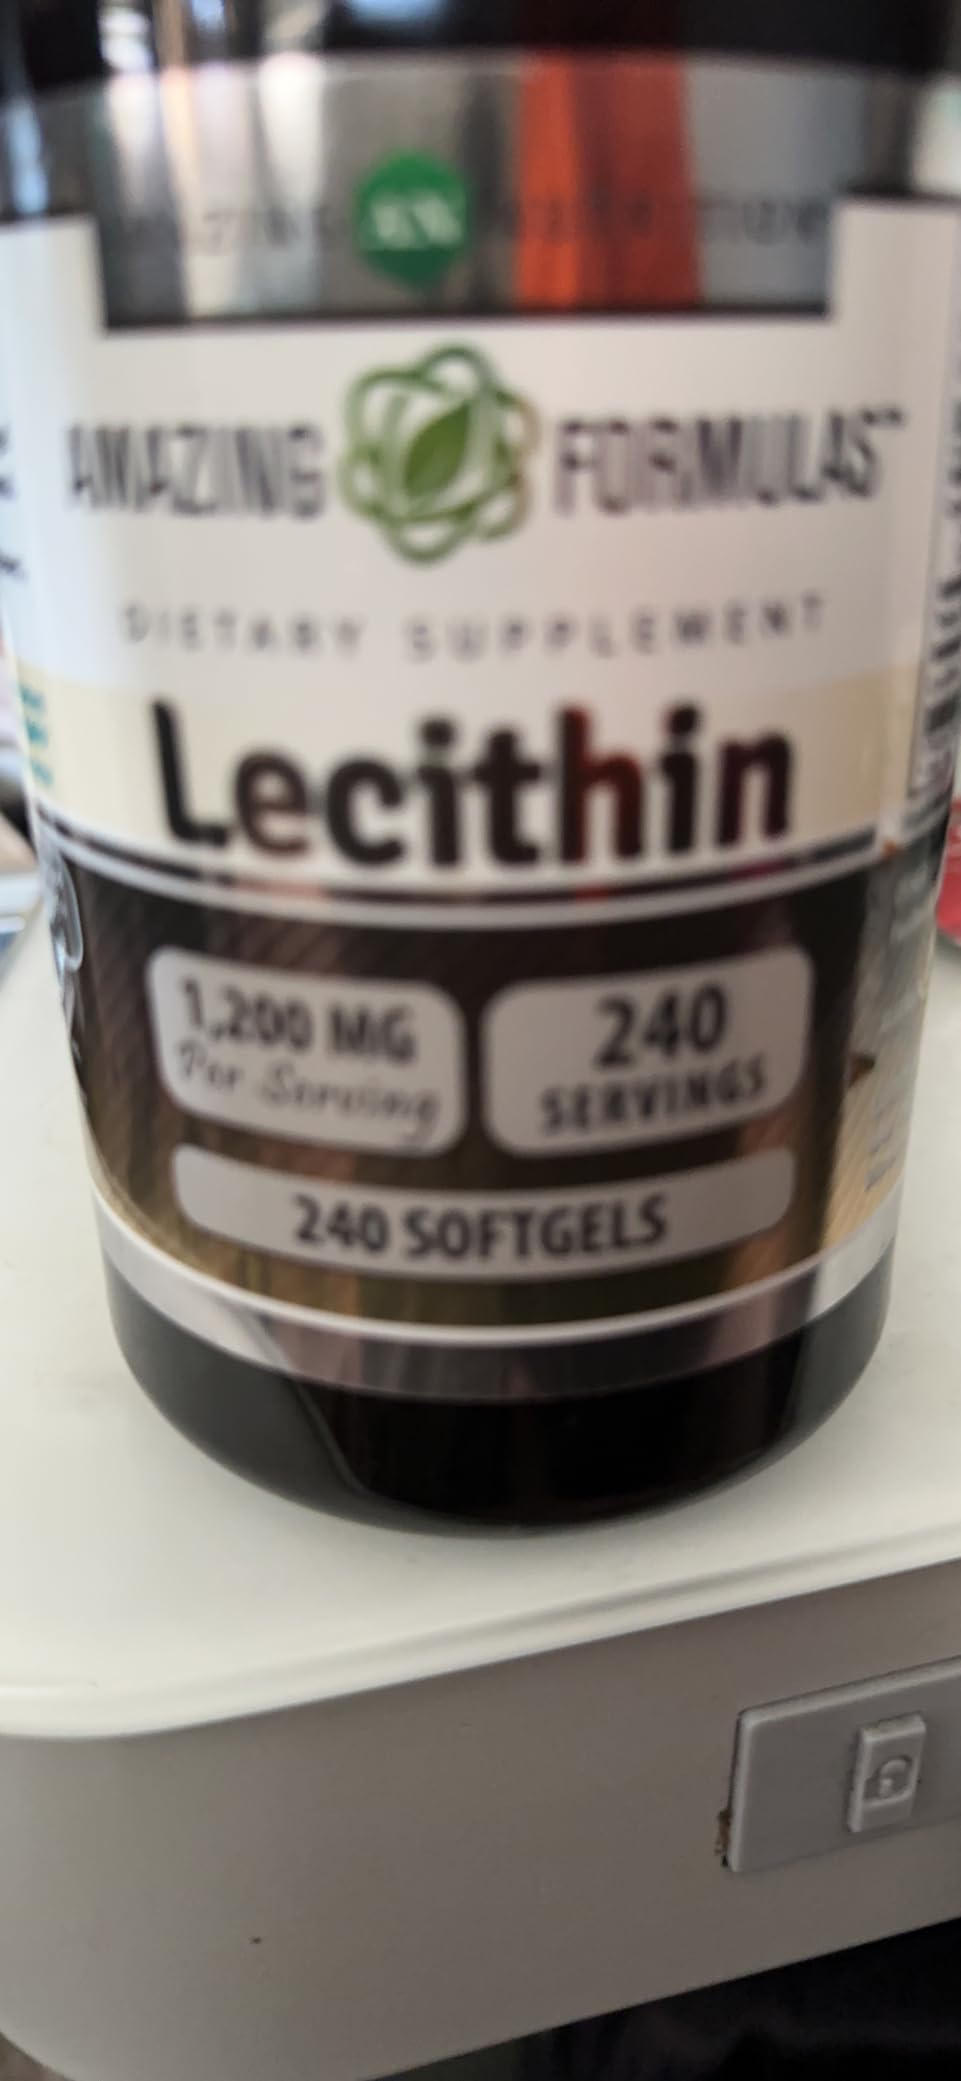 AMAZING FORMULAS™
DIETARY SUPPLEMENT
Lecithin
1,200 MG
Per Serving
240
SERVINGS
240 SOFTGELS